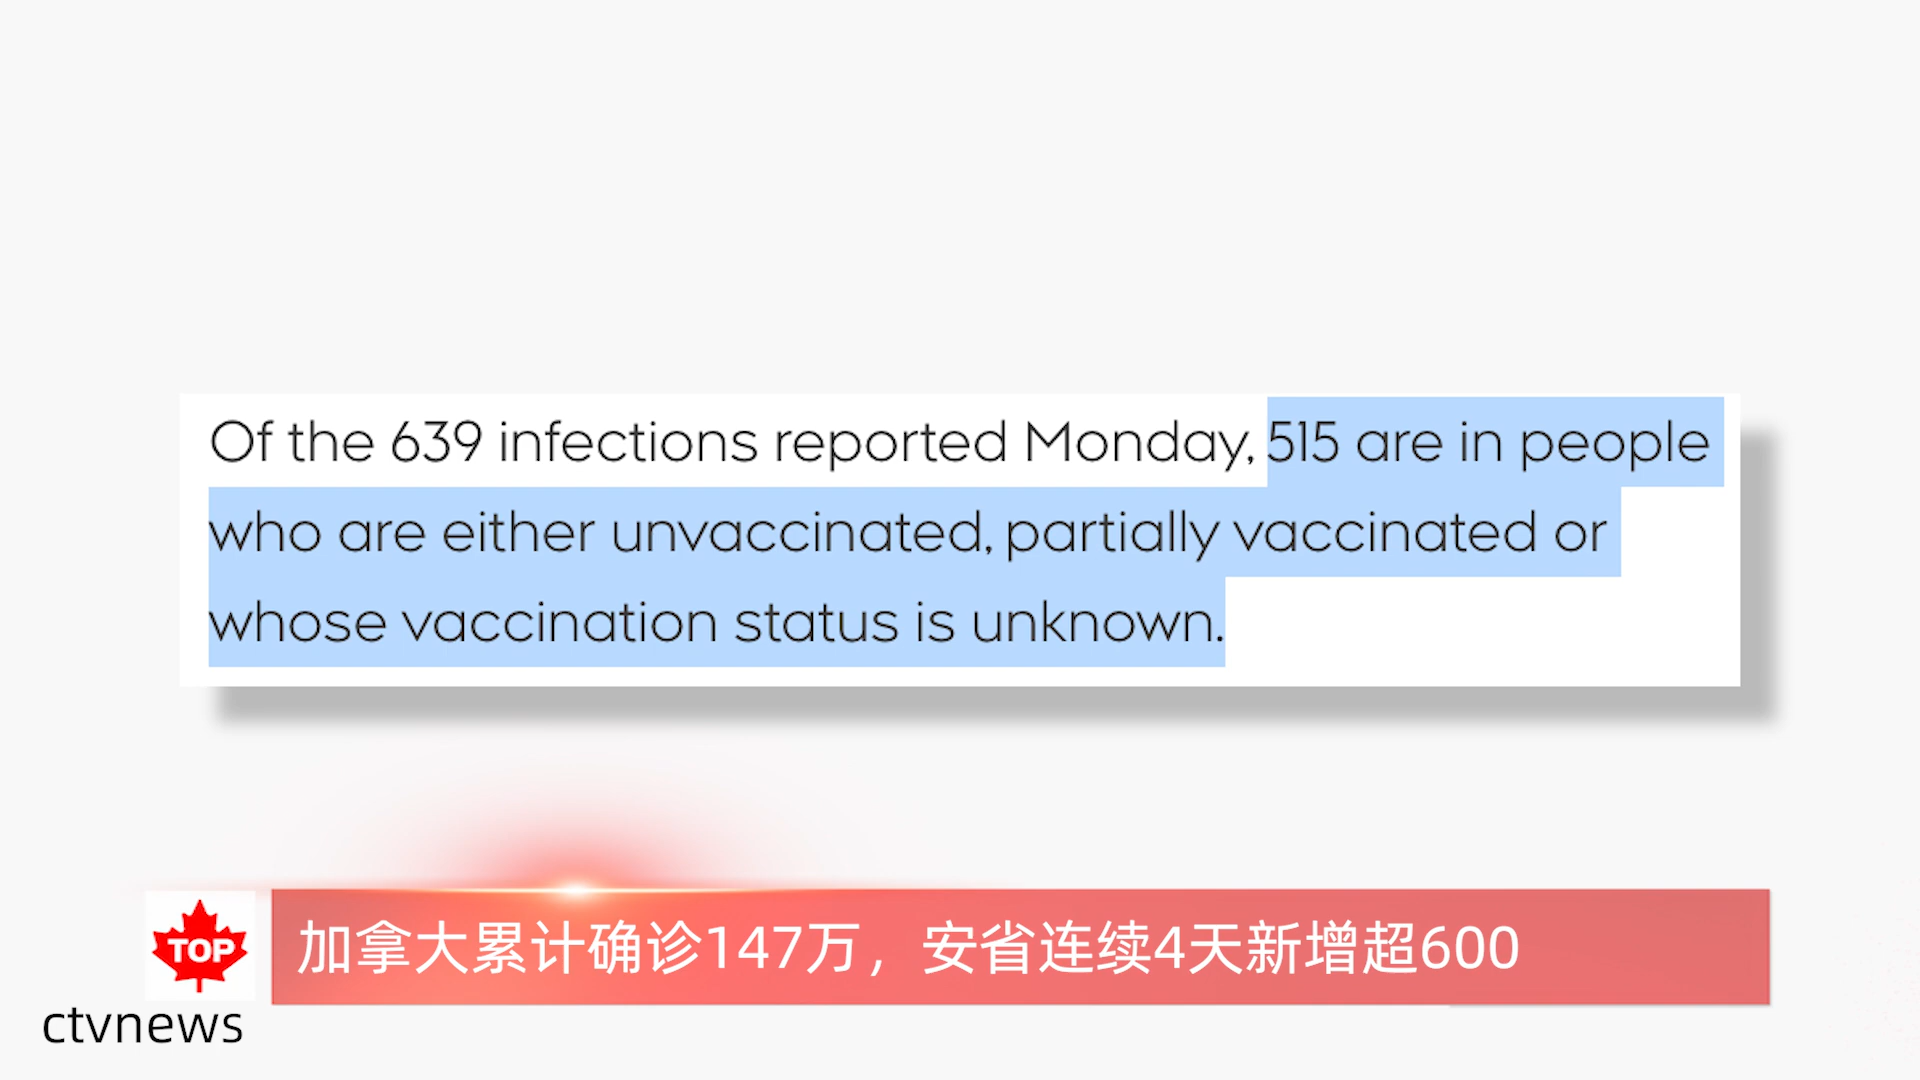 Of the 639 infections reported Monday, 515 are in people
who are either unvaccinated, partially vaccinated or
whose vaccination status is unknown.
TOP
加拿大累计确诊147万，安省连续4天新增超600
ctvnews